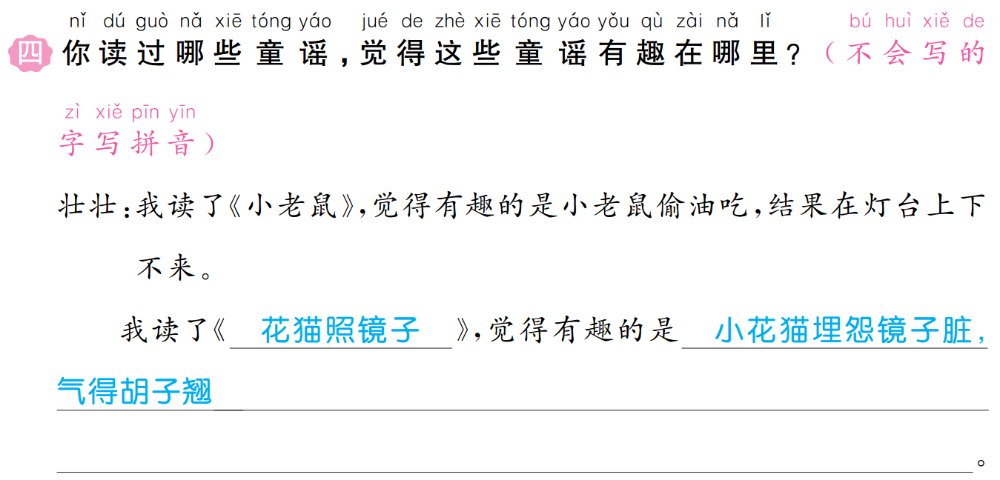 nǐ dú guò nǎ xiē tóng yáo jué de zhè xiē tóng yáo yǒu qù zài nǎ lǐ bú huì xiě de
四 你读过哪些童谣,觉得这些童谣有趣在哪里?(不会写的
zì xiě pīn yīn
字写拼音)
壮壮:我读了《小老鼠》,觉得有趣的是小老鼠偷油吃,结果在灯台上下
不来。
我读了《花猫照镜子》,觉得有趣的是小花猫埋怨镜子脏,
气得胡子翘
。